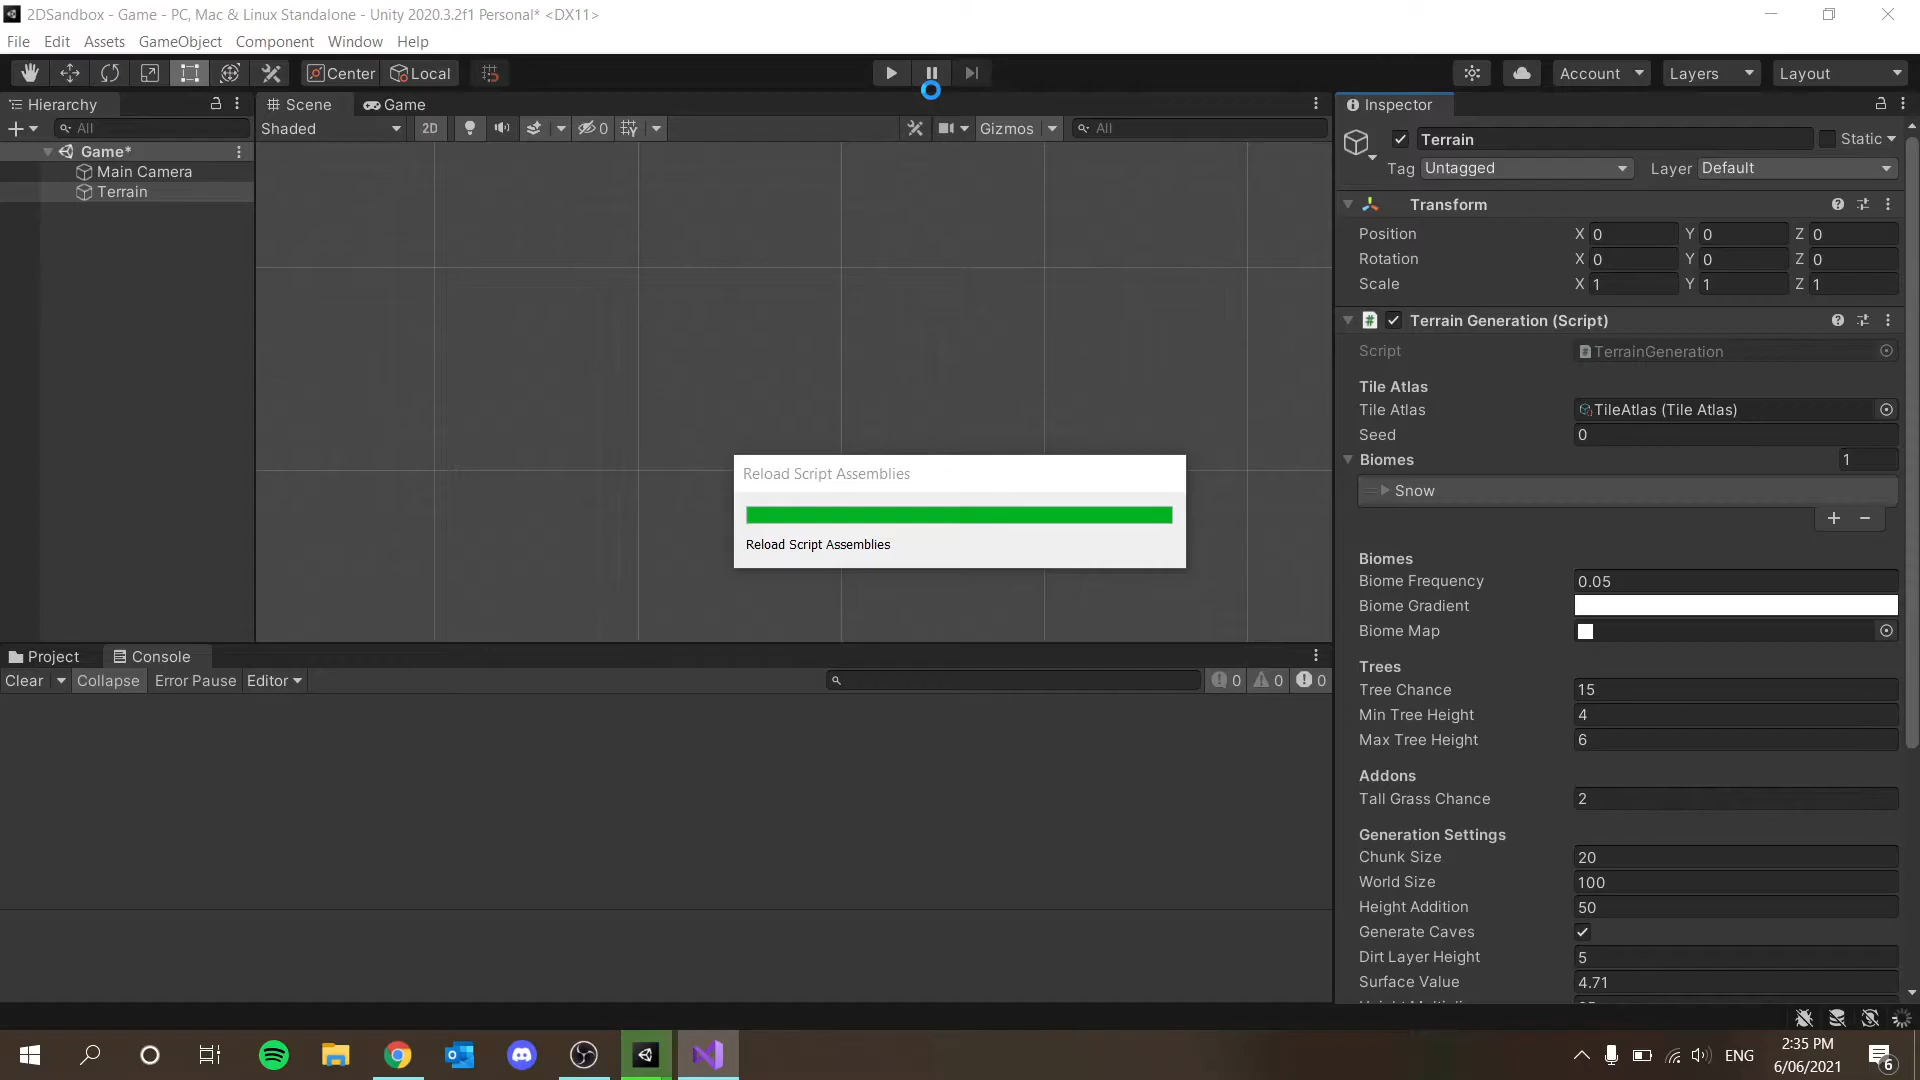 2DSandbox - Game - PC, Mac & Linux Standalone - Unity 2020.3.2f1 Personal* <DX11>
File Edit Assets GameObject Component Window Help
Center Local Account Layers Layout
Hierarchy Scene Game Inspector
All Shaded 2D 0 Gizmos All
Game*
Main Camera
Terrain
Terrain Static
Tag Untagged Layer Default
Transform
Position X 0 Y 0 Z 0
Rotation X 0 Y 0 Z 0
Scale X 1 Y 1 Z 1
# Terrain Generation (Script)
Script TerrainGeneration
Tile Atlas
Tile Atlas TileAtlas (Tile Atlas)
Seed 0
Biomes 1
Snow
Biomes
Biome Frequency 0.05
Biome Gradient
Biome Map
Trees
Tree Chance 15
Min Tree Height 4
Max Tree Height 6
Addons
Tall Grass Chance 2
Generation Settings
Chunk Size 20
World Size 100
Height Addition 50
Generate Caves
Dirt Layer Height 5
Surface Value 4.71
Reload Script Assemblies
Reload Script Assemblies
Project Console
Clear Collapse Error Pause Editor 0 0 0
ENG
2:35 PM
6/06/2021
6